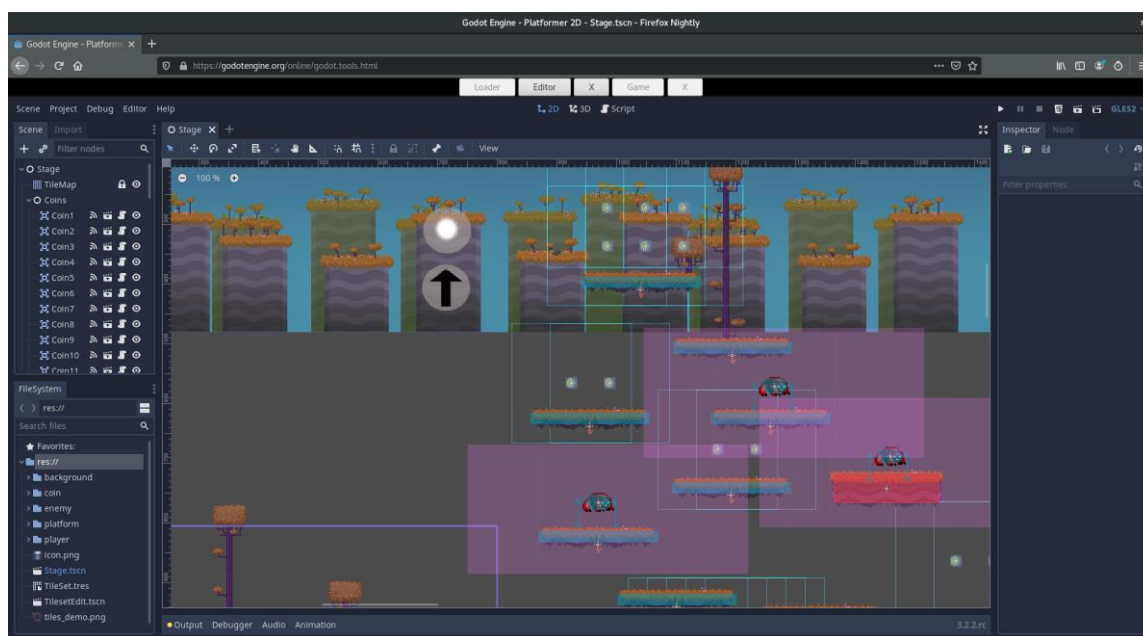 Godot Engine - Platformer 2D - Stage.tscn - Firefox Nightly
Godot Engine - Platform
https://godotengine.org/online/godot.tools.html
Loader Editor X Game X
Scene Project Debug Editor Help
2D 3D Script
GLES2
Scene Import
Stage
Inspector Node
Filter nodes
View
Filter properties
100 %
Stage
TileMap
Coins
Coin1
Coin2
Coin3
Coin4
Coin5
Coin6
Coin7
Coin8
Coin9
Coin10
Coin11
FileSystem
res://
Search files
Favorites:
res://
background
coin
enemy
platform
player
icon.png
Stage.tscn
TileSet.tres
TilesetEdit.tscn
tiles_demo.png
Output Debugger Audio Animation
3.2.2.rc